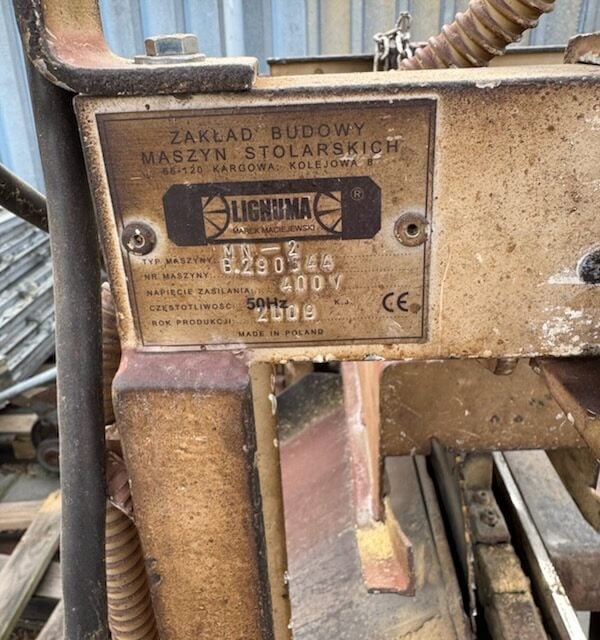 ZAKŁAD BUDOWY
MASZYN STOLARSKICH
66-120 KARGOWA, KOLEJOWA 8
LIGNUMA ®
MAREK MACIEJEWSKI
TYP MASZYNY: MN-2
NR MASZYNY:
NAPIĘCIE ZASILANIA: 400V
CZĘSTOTLIWOŚĆ: 50Hz K.J. CE
ROK PRODUKCJI: 2009
MADE IN POLAND